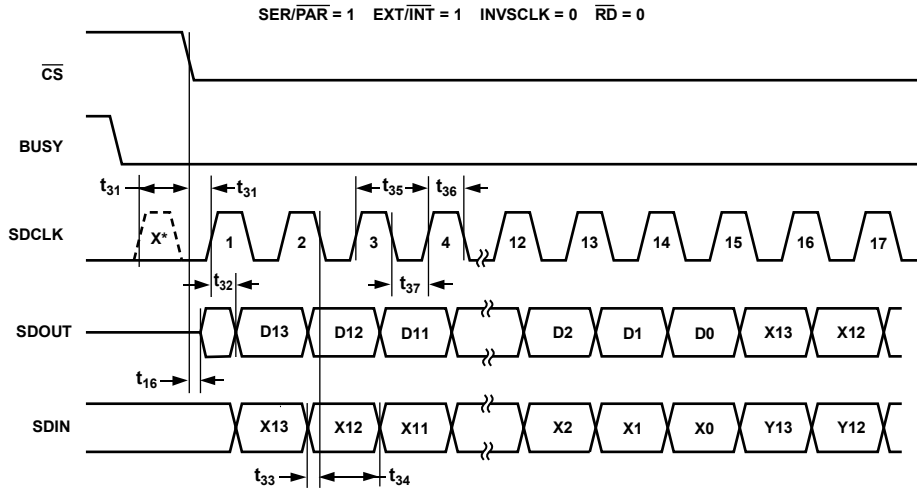 SER/PAR = 1 EXT/INT = 1 INVSCLK = 0 RD = 0
CS
BUSY
t31 t31 t35 t36
SDCLK X* 1 2 3 4 12 13 14 15 16 17
t32 t37
SDOUT D13 D12 D11 D2 D1 D0 X13 X12
t16
SDIN X13 X12 X11 X2 X1 X0 Y13 Y12
t33 t34